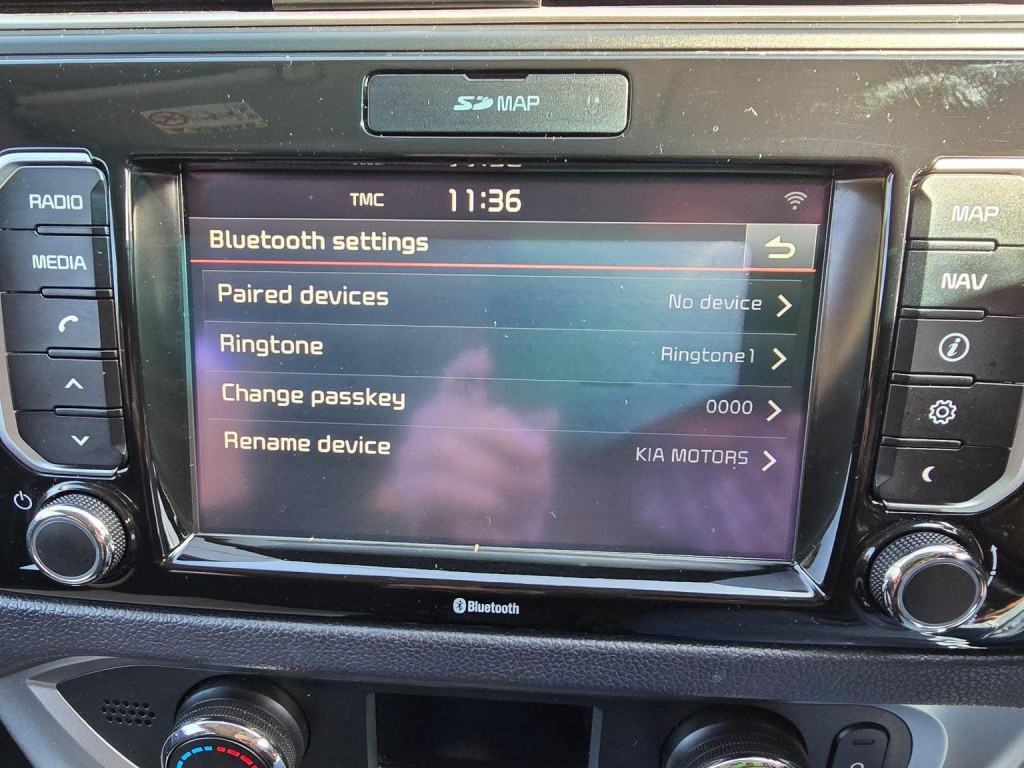 SD MAP
RADIO
MEDIA
MAP
NAV
i
TMC 11:36
Bluetooth settings
Paired devices No device
Ringtone Ringtone1
Change passkey 0000
Rename device KIA MOTORS
Bluetooth